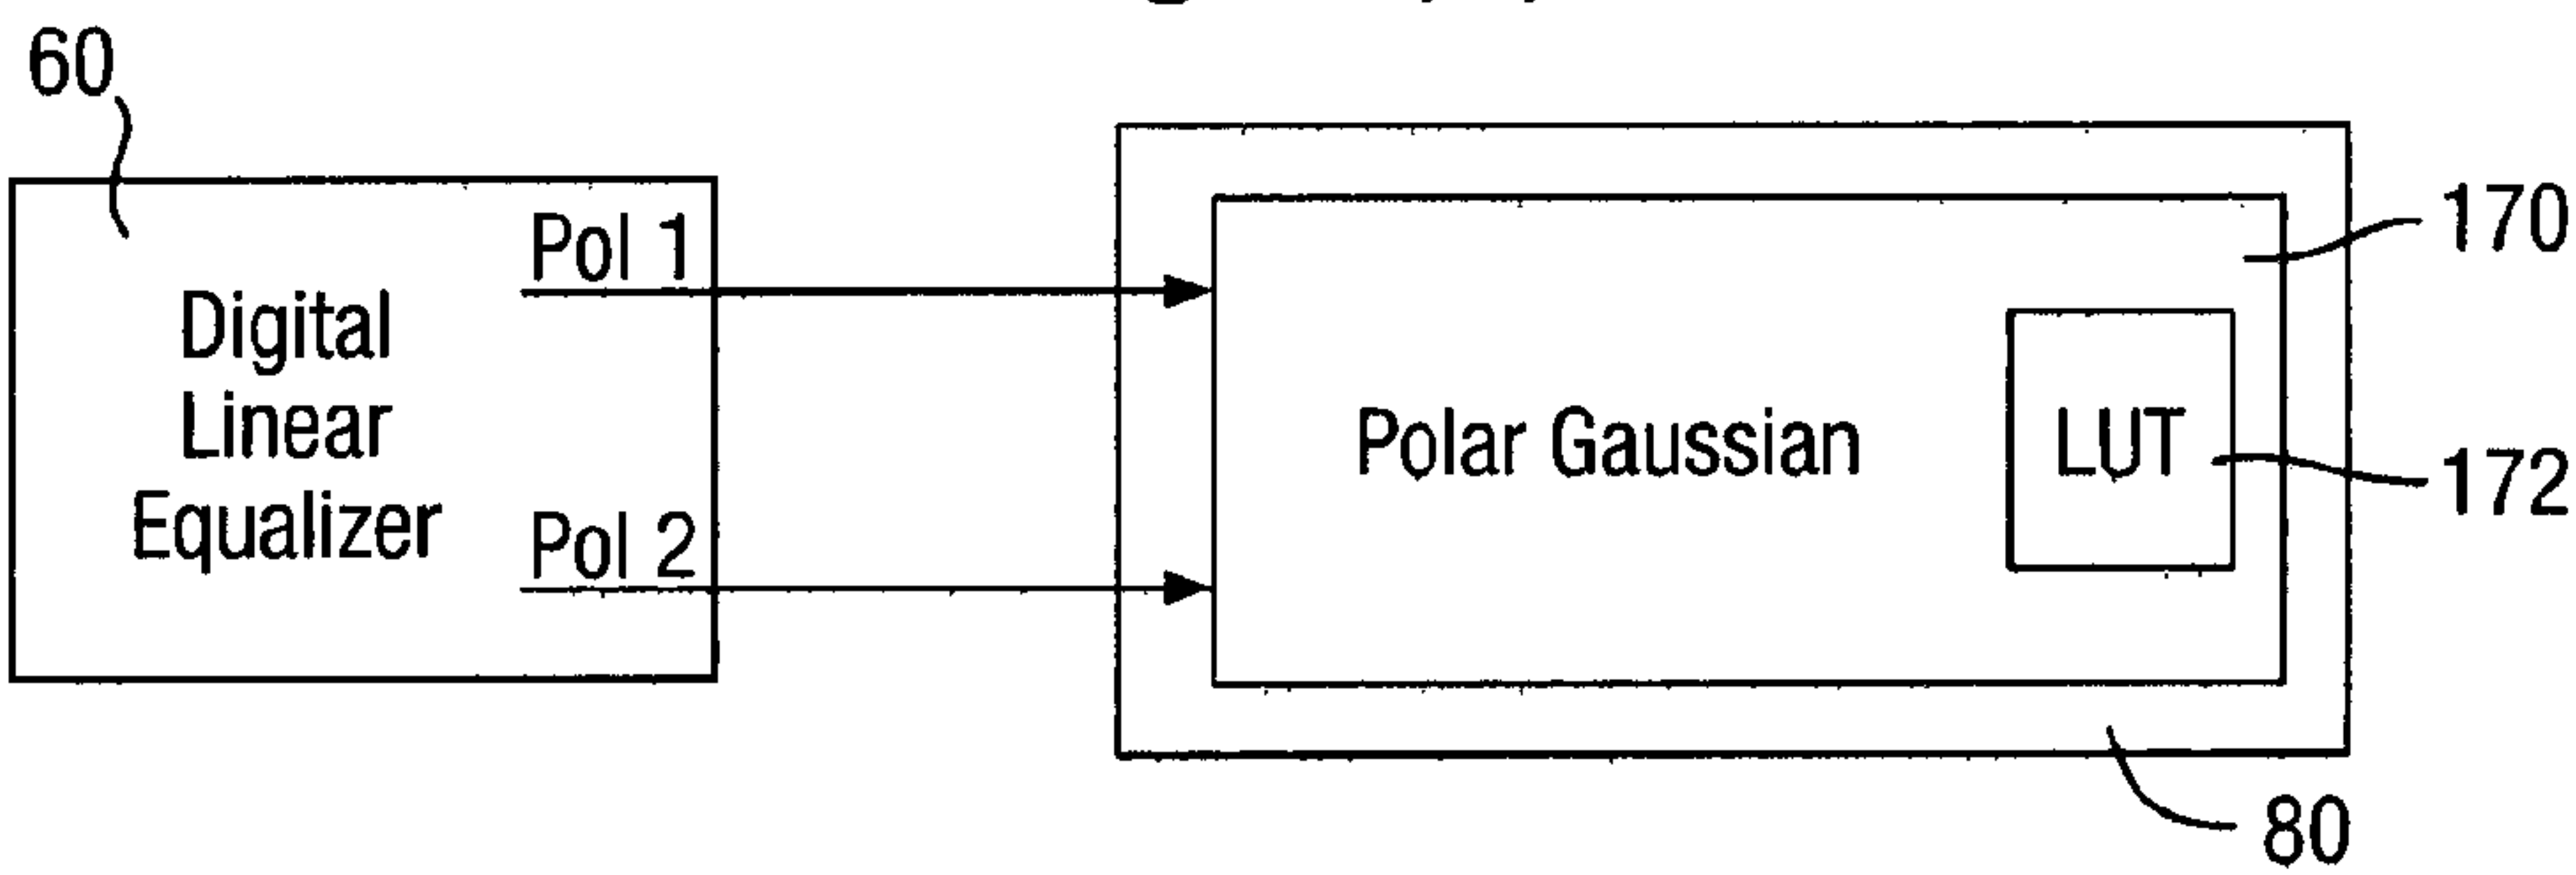 60
Pol 1
Digital
Linear
Equalizer
Pol 2
Polar Gaussian
LUT
170
172
80